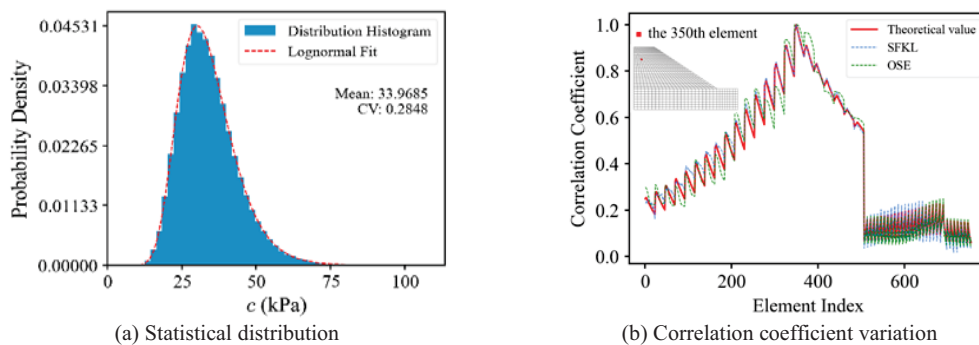 0.04531
0.03398
0.02265
0.01133
0.00000
Probability Density
Distribution Histogram
Lognormal Fit
Mean: 33.9685
CV: 0.2848
0 25 50 75 100
c (kPa)
(a) Statistical distribution
1.0
0.8
0.6
0.4
0.2
0.0
Correlation Coefficient
the 350th element
Theoretical value
SFKL
OSE
0 200 400 600
Element Index
(b) Correlation coefficient variation